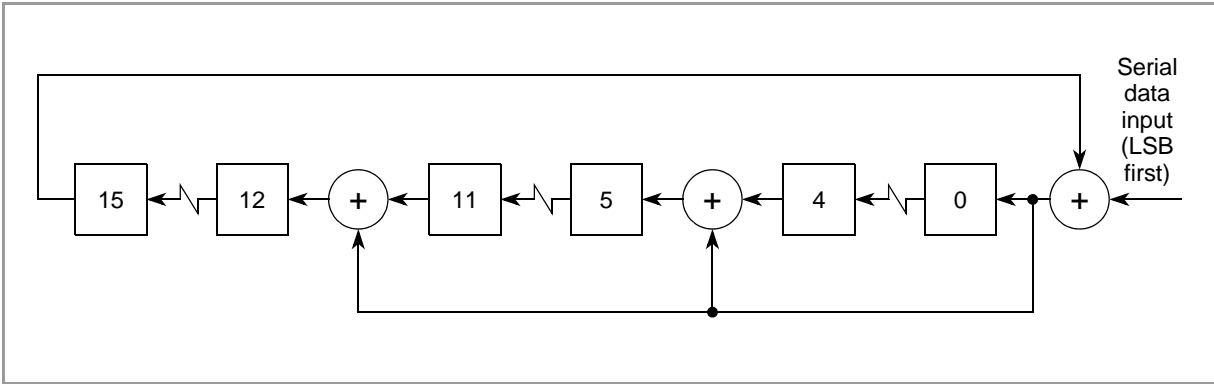 Serial
data
input
(LSB
first)
15
12
+
11
5
+
4
0
+